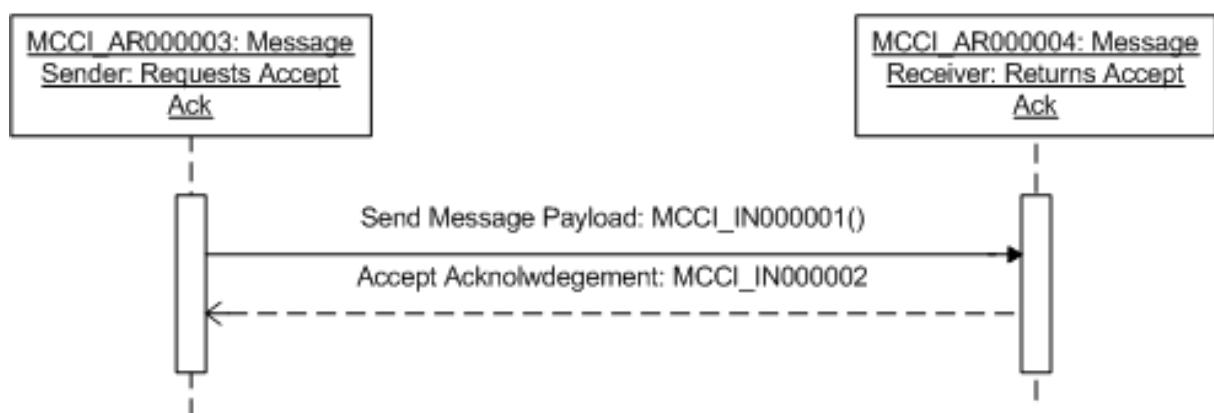 MCCI_AR000003: Message
Sender: Requests Accept
Ack
MCCI_AR000004: Message
Receiver: Returns Accept
Ack
Send Message Payload: MCCI_IN000001()
Accept Acknolwdegement: MCCI_IN000002